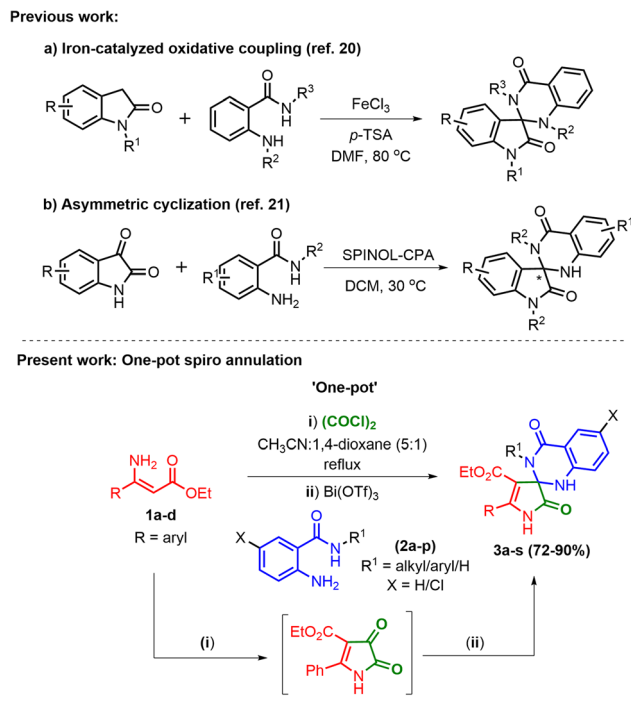 Previous work:
a) Iron-catalyzed oxidative coupling (ref. 20)
R
O
N
R1
+
O
N
H
R3
NH
R2
FeCl3
p-TSA
DMF, 80 oC
O
R3
N
N
R2
R
O
N
R1
b) Asymmetric cyclization (ref. 21)
R
O
O
N
H
+
R1
O
N
H
R2
NH2
SPINOL-CPA
DCM, 30 oC
O
R1
R2
N
NH
R
*
O
N
R2
Present work: One-pot spiro annulation
'One-pot'
i) (COCl)2
CH3CN:1,4-dioxane (5:1)
reflux
ii) Bi(OTf)3
NH2
O
R
OEt
1a-d
R = aryl
X
O
N
H
R1
NH2
(2a-p)
R1 = alkyl/aryl/H
X = H/Cl
X
O
R1
N
EtO2C
NH
R
O
N
H
3a-s (72-90%)
(i)
EtO2C
O
O
Ph
N
H
(ii)